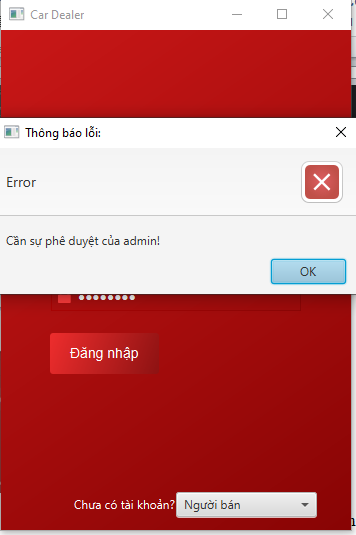 Car Dealer
Thông báo lỗi:
Error
Cần sự phê duyệt của admin!
OK
Đăng nhập
Chưa có tài khoản?
Người bán